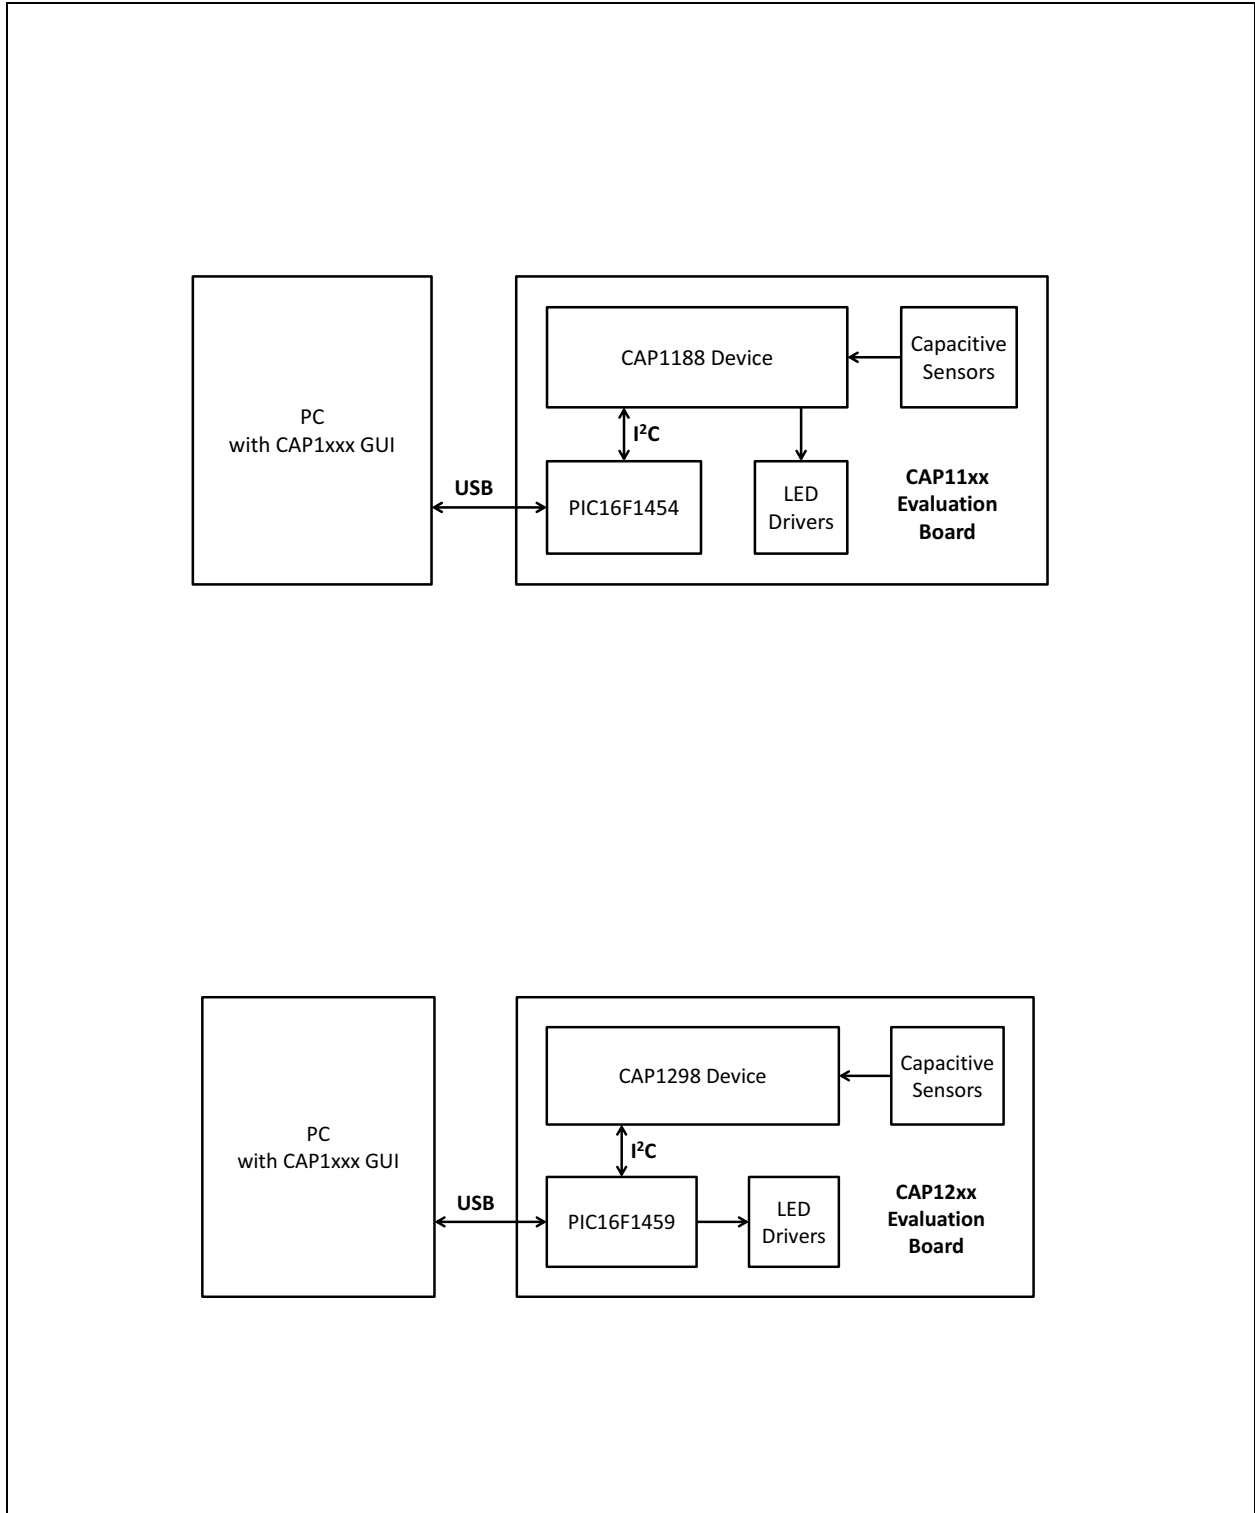 CAP1188 Device
Capacitive
Sensors
PC
with CAP1xxx GUI
I²C
USB
PIC16F1454
LED
Drivers
CAP11xx
Evaluation
Board
CAP1298 Device
Capacitive
Sensors
PC
with CAP1xxx GUI
I²C
USB
PIC16F1459
LED
Drivers
CAP12xx
Evaluation
Board